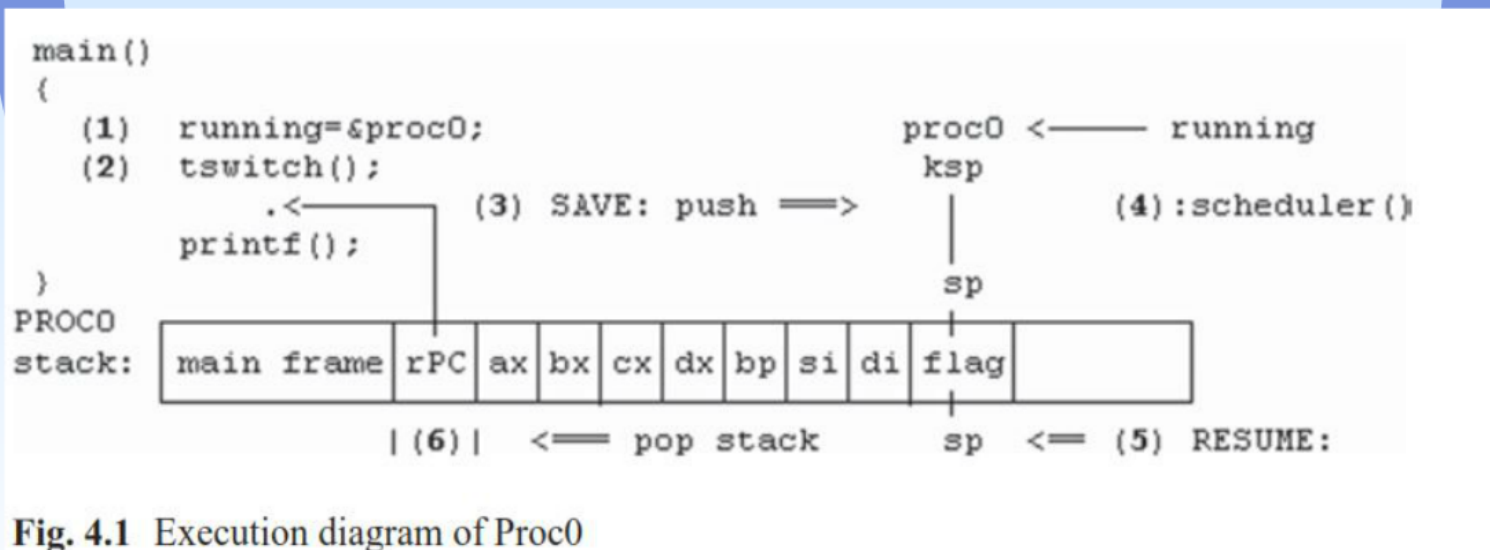 main()
{
(1) running=&proc0; proc0 <—— running
(2) tswitch(); ksp
.<—— (3) SAVE: push ══> (4):scheduler()
printf();
} sp
PROC0
stack: main frame rPC ax bx cx dx bp si di flag
|(6)| <══ pop stack sp <══ (5) RESUME:
Fig. 4.1 Execution diagram of Proc0